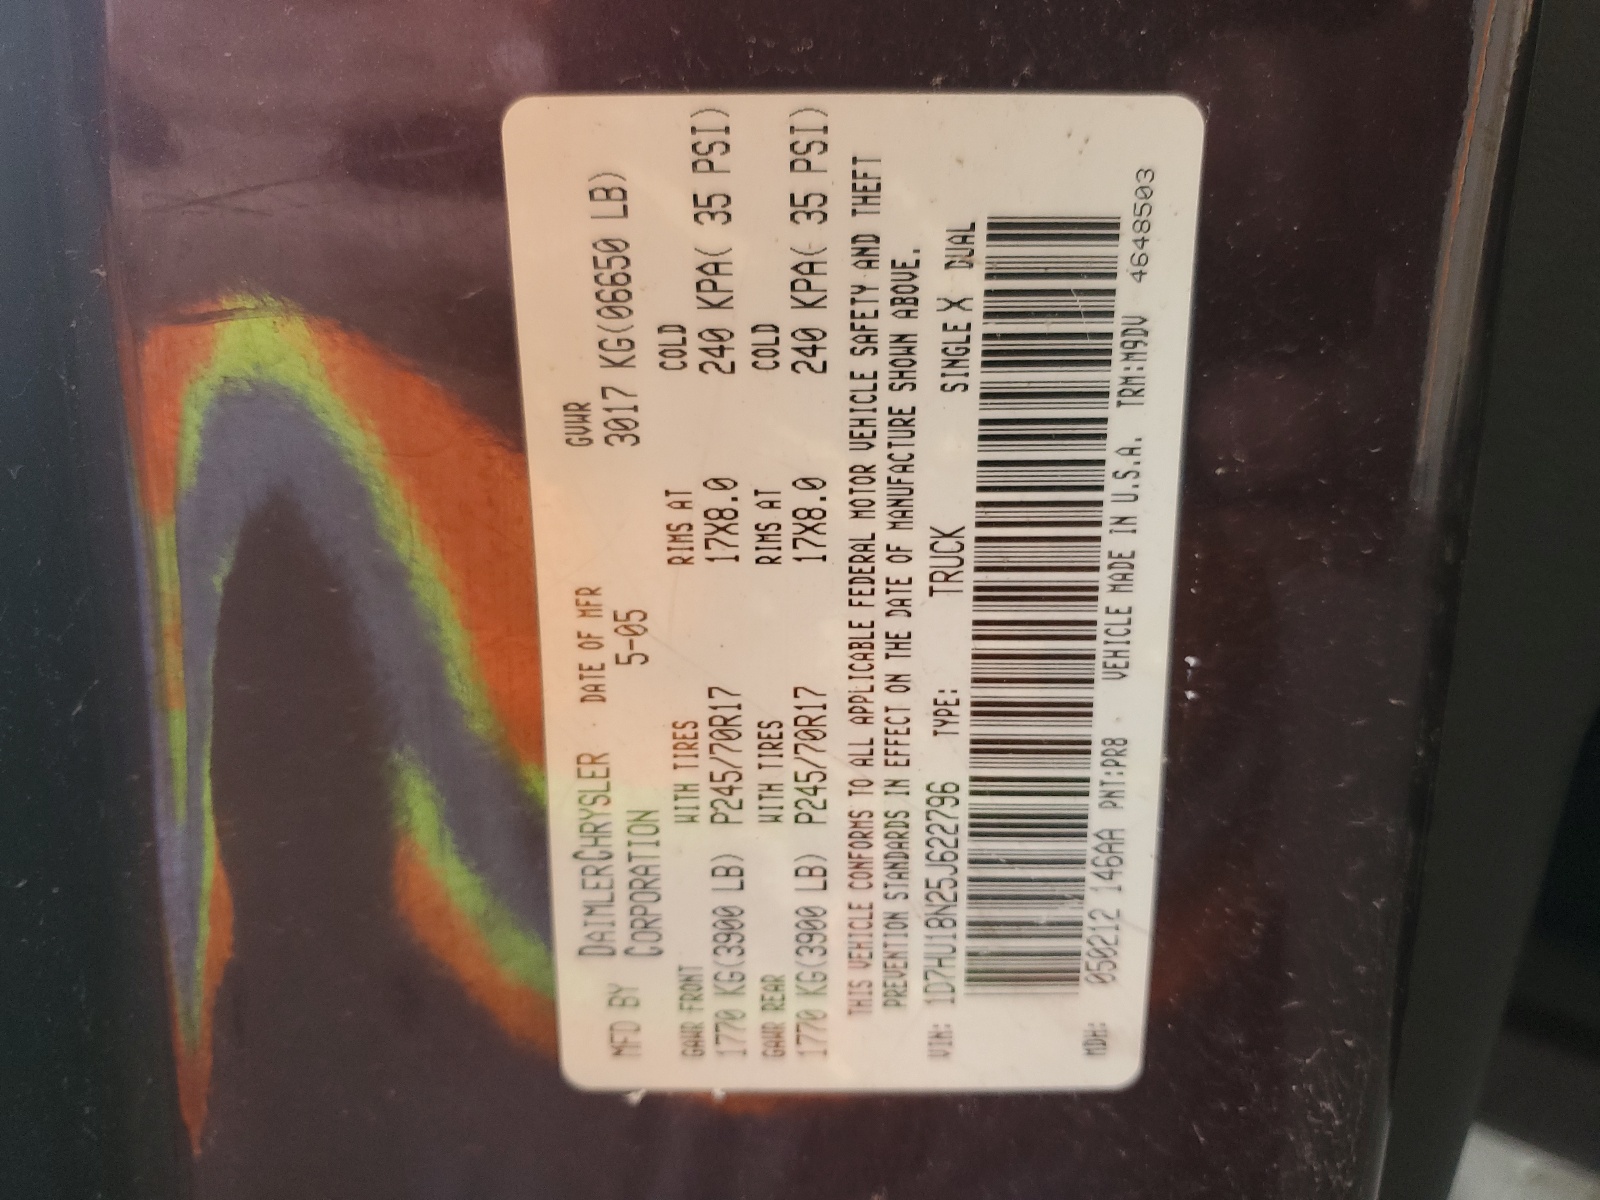 MFD BY DAIMLERCHRYSLER DATE OF MFR GVWR
CORPORATION 5-05 3017 KG(06650 LB)
GAWR FRONT WITH TIRES RIMS AT COLD
1770 KG(3900 LB) P245/70R17 17X8.0 240 KPA( 35 PSI)
GAWR REAR WITH TIRES RIMS AT COLD
1770 KG(3900 LB) P245/70R17 17X8.0 240 KPA( 35 PSI)
THIS VEHICLE CONFORMS TO ALL APPLICABLE FEDERAL MOTOR VEHICLE SAFETY AND THEFT
PREVENTION STANDARDS IN EFFECT ON THE DATE OF MANUFACTURE SHOWN ABOVE.
VIN: 1D7HU18N25J622796 TYPE: TRUCK SINGLE X DUAL
MDH: 050212 146AA PNT:PR8 VEHICLE MADE IN U.S.A. TRM:M9DV 4648503